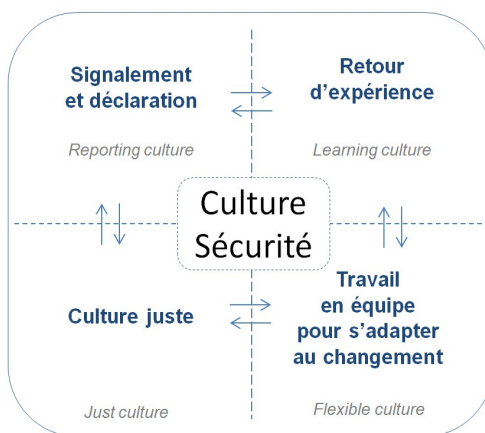 Signalement
et déclaration
Reporting culture
Retour
d'expérience
Learning culture
Culture
Sécurité
Culture juste
Just culture
Travail
en équipe
pour s'adapter
au changement
Flexible culture